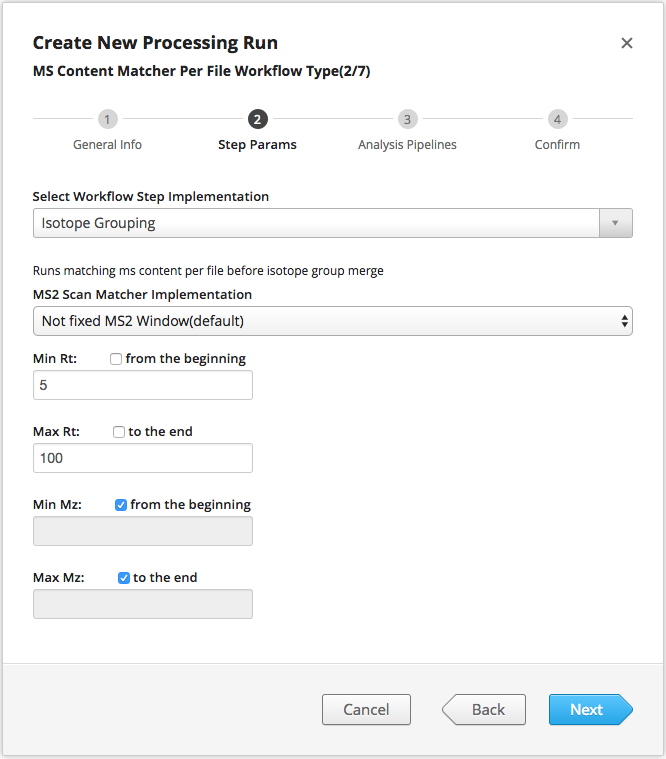 Create New Processing Run
MS Content Matcher Per File Workflow Type(2/7)
1 2 3 4
General Info Step Params Analysis Pipelines Confirm
Select Workflow Step Implementation
Isotope Grouping
Runs matching ms content per file before isotope group merge
MS2 Scan Matcher Implementation
Not fixed MS2 Window(default)
Min Rt: from the beginning
5
Max Rt: to the end
100
Min Mz: from the beginning
Max Mz: to the end
Cancel Back Next